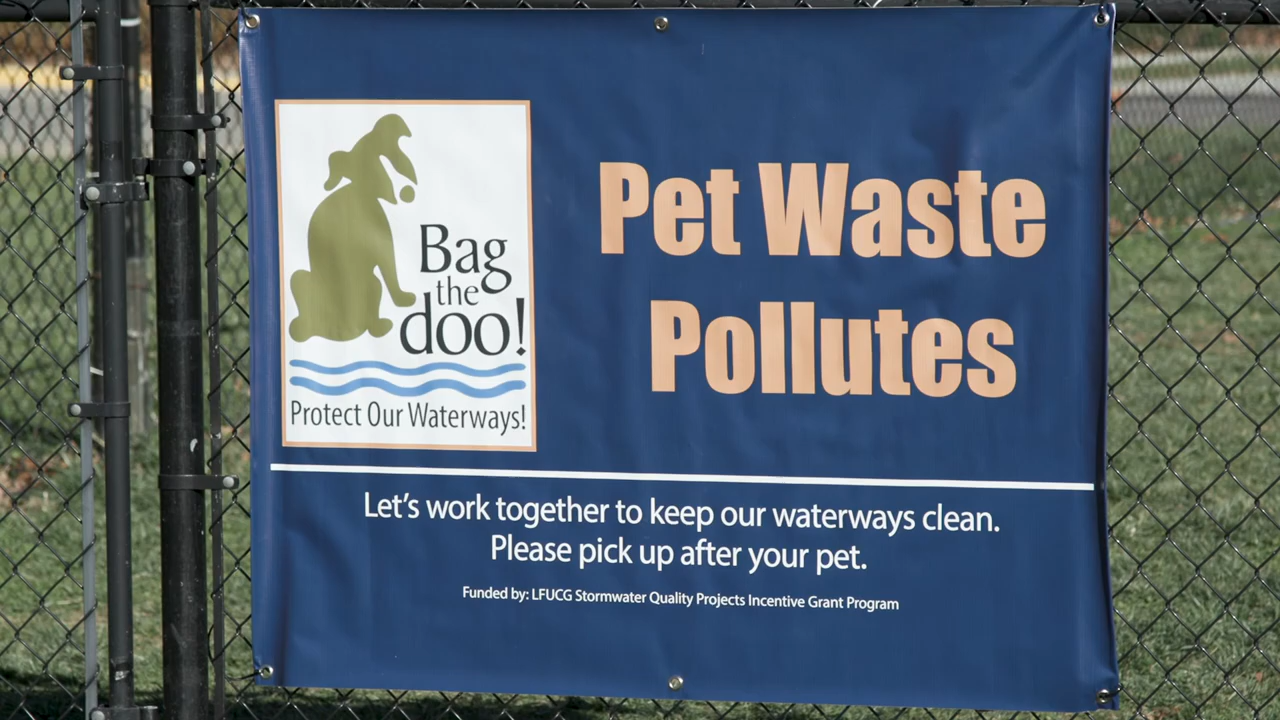 Bag
the
doo!
Protect Our Waterways!
Pet Waste
Pollutes
Let's work together to keep our waterways clean.
Please pick up after your pet.
Funded by: LFUCG Stormwater Quality Projects Incentive Grant Program